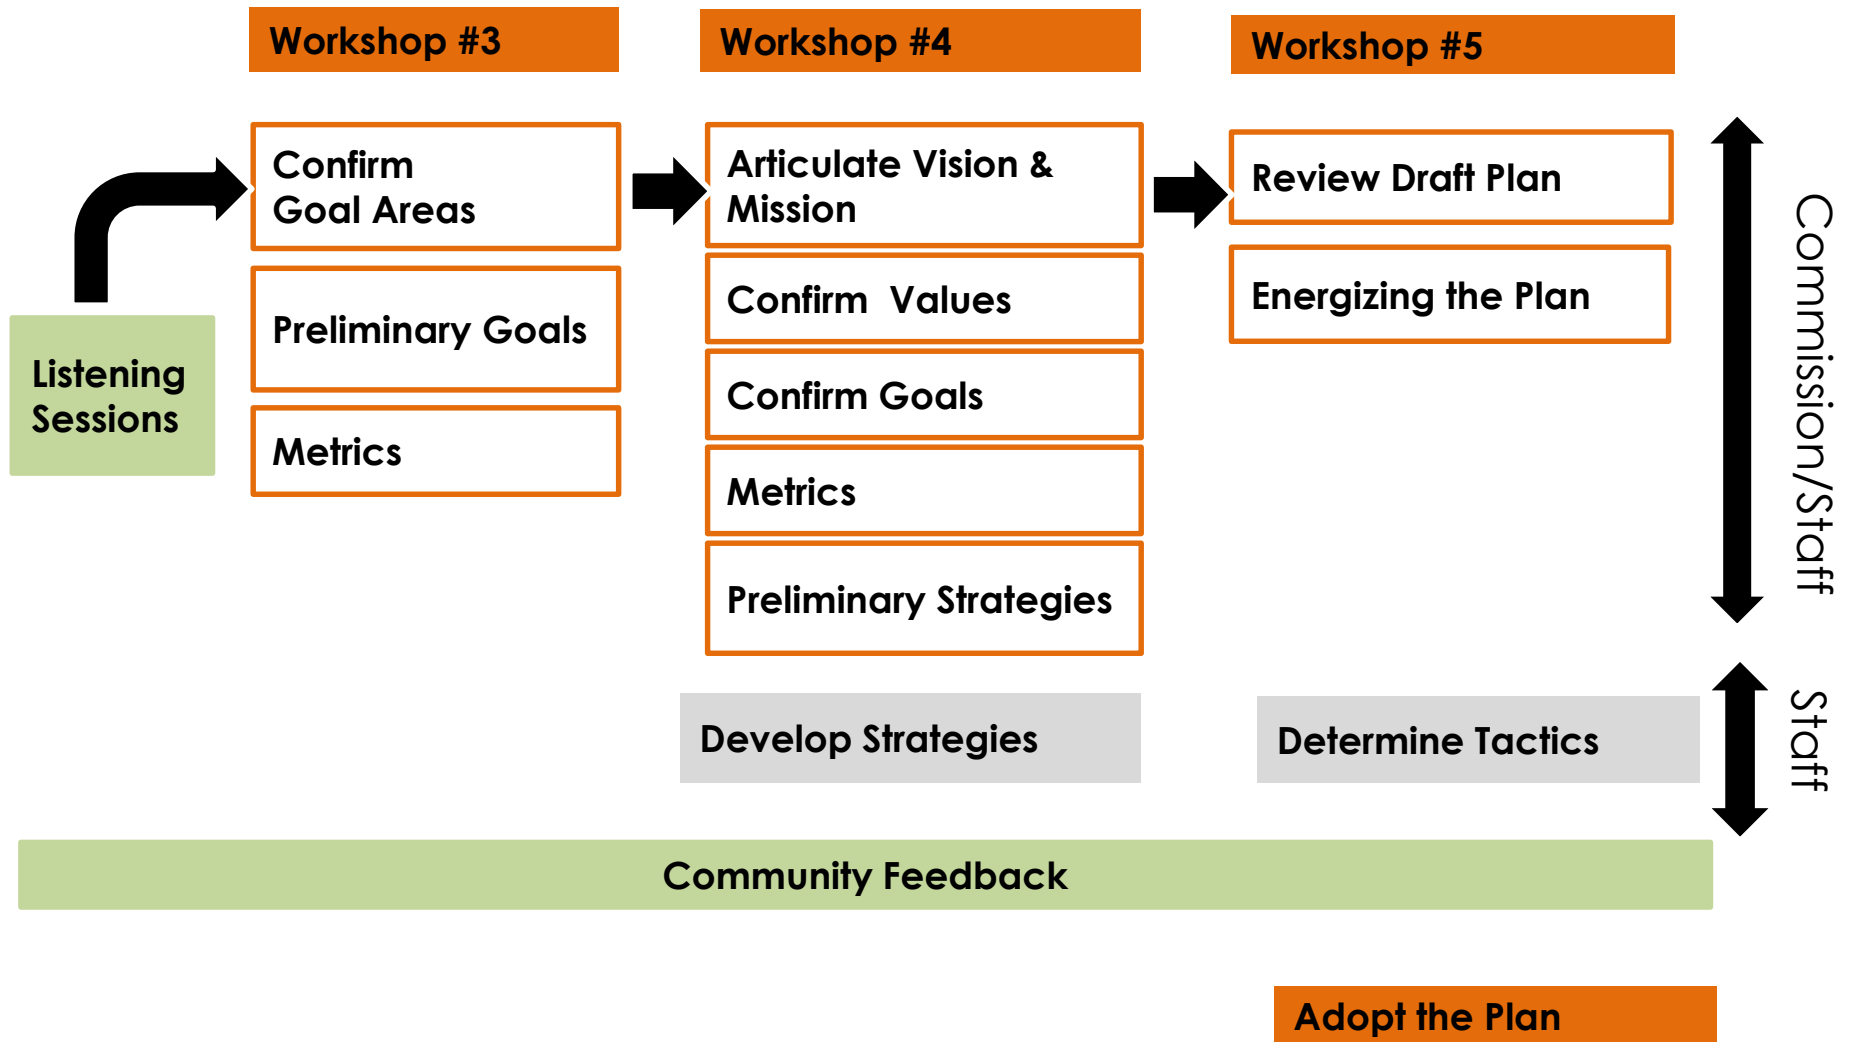 Workshop #3
Workshop #4
Workshop #5
Listening
Sessions
Confirm
Goal Areas
Preliminary Goals
Metrics
Articulate Vision &
Mission
Confirm  Values
Confirm Goals
Metrics
Preliminary Strategies
Review Draft Plan
Energizing the Plan
Commission/Staff
Develop Strategies
Determine Tactics
Staff
Community Feedback
Adopt the Plan